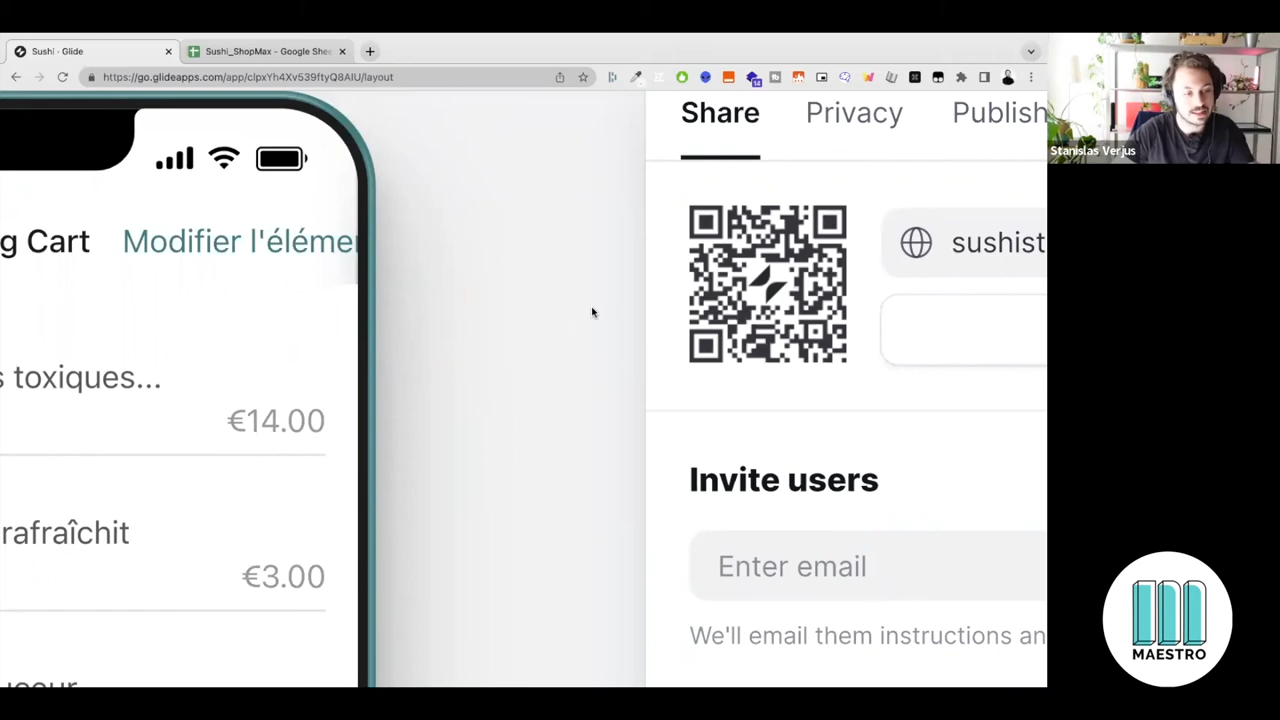 Sushi · Glide
Sushi_ShopMax - Google Shee
https://go.glideapps.com/app/clpxYh4Xv539ftyQ8AIU/layout
14
Share Privacy Publish
Stanislas Verjus
g Cart Modifier l'élémen
sushist
s toxiques...
€14.00
Invite users
rafraîchit
Enter email
€3.00
We'll email them instructions an
MAESTRO